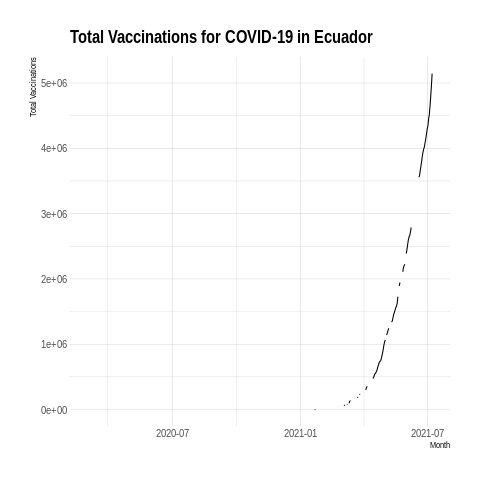 Total Vaccinations for COVID-19 in Ecuador
Total Vaccinations
5e+06
4e+06
3e+06
2e+06
1e+06
0e+00
2020-07 2021-01 2021-07
Month